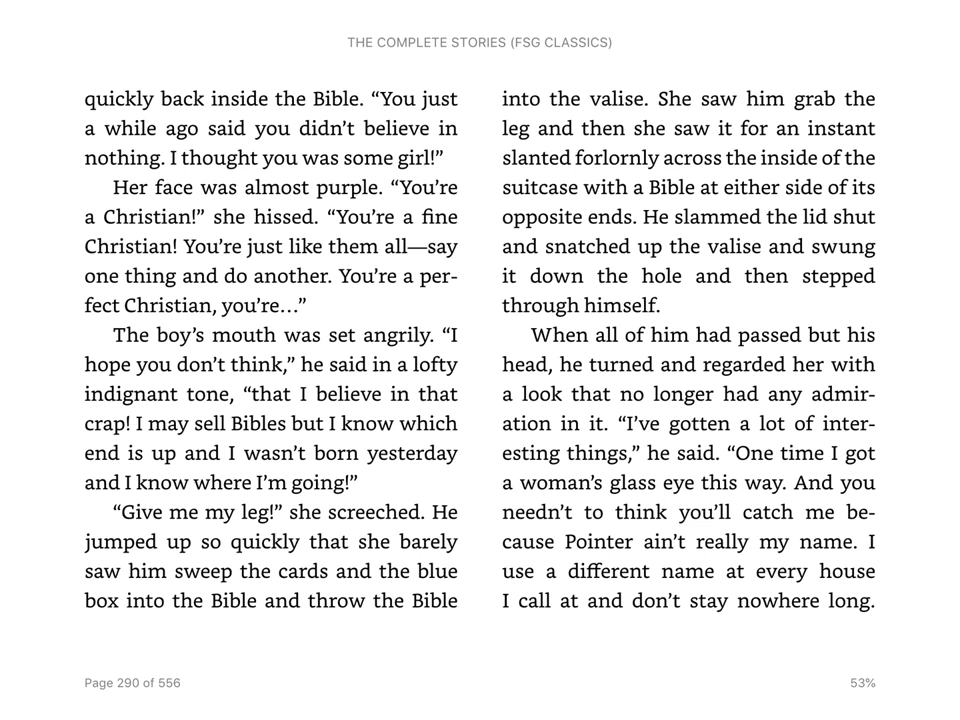 THE COMPLETE STORIES (FSG CLASSICS)
quickly back inside the Bible. “You just
a while ago said you didn’t believe in
nothing. I thought you was some girl!”
Her face was almost purple. “You’re
a Christian!” she hissed. “You’re a fine
Christian! You’re just like them all—say
one thing and do another. You’re a per-
fect Christian, you’re…”
The boy’s mouth was set angrily. “I
hope you don’t think,” he said in a lofty
indignant tone, “that I believe in that
crap! I may sell Bibles but I know which
end is up and I wasn’t born yesterday
and I know where I’m going!”
“Give me my leg!” she screeched. He
jumped up so quickly that she barely
saw him sweep the cards and the blue
box into the Bible and throw the Bible
into the valise. She saw him grab the
leg and then she saw it for an instant
slanted forlornly across the inside of the
suitcase with a Bible at either side of its
opposite ends. He slammed the lid shut
and snatched up the valise and swung
it down the hole and then stepped
through himself.
When all of him had passed but his
head, he turned and regarded her with
a look that no longer had any admir-
ation in it. “I’ve gotten a lot of inter-
esting things,” he said. “One time I got
a woman’s glass eye this way. And you
needn’t to think you’ll catch me be-
cause Pointer ain’t really my name. I
use a different name at every house
I call at and don’t stay nowhere long.
Page 290 of 556
53%